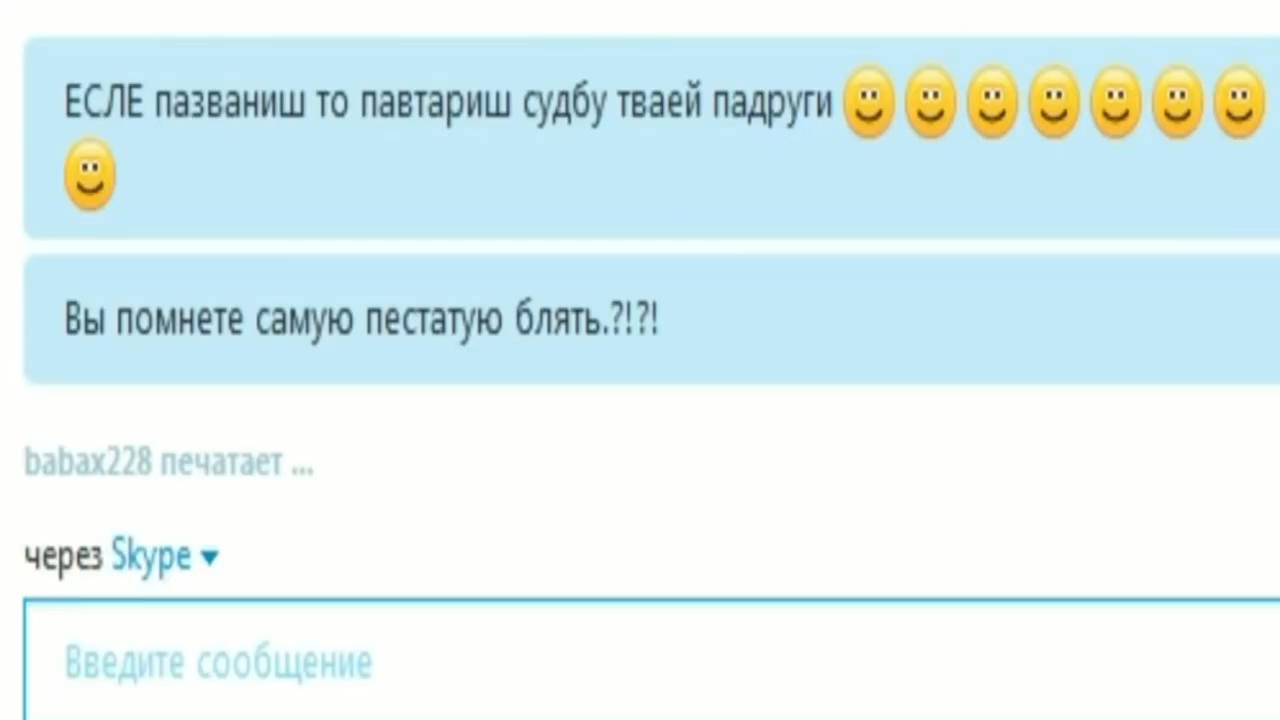 ЕСЛЕ пазваниш то павтариш судбу тваей падруги
Вы помнете самую пестатую блять.?!?!
babax228 печатает ...
через Skype
Введите сообщение